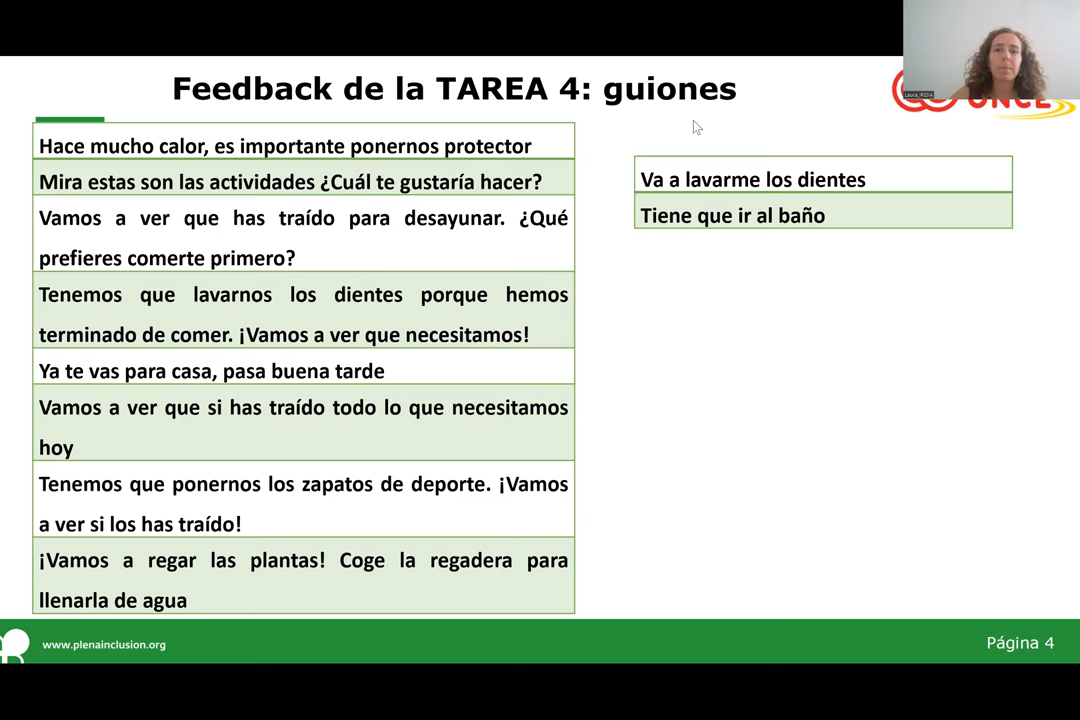 Feedback de la TAREA 4: guiones
Hace mucho calor, es importante ponernos protector
Mira estas son las actividades ¿Cuál te gustaría hacer?
Vamos a ver que has traído para desayunar. ¿Qué
prefieres comerte primero?
Tenemos que lavarnos los dientes porque hemos
terminado de comer. ¡Vamos a ver que necesitamos!
Ya te vas para casa, pasa buena tarde
Vamos a ver que si has traído todo lo que necesitamos
hoy
Tenemos que ponernos los zapatos de deporte. ¡Vamos
a ver si los has traído!
¡Vamos a regar las plantas! Coge la regadera para
llenarla de agua
Va a lavarme los dientes
Tiene que ir al baño
www.plenainclusion.org
Página 4